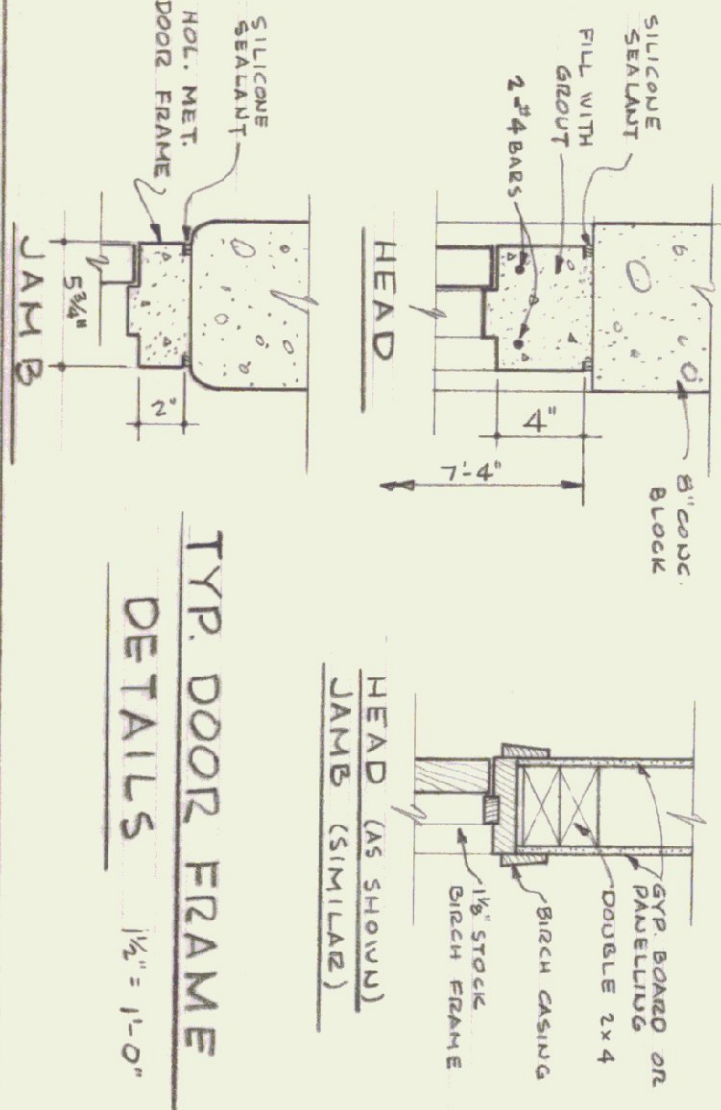 SILICONE
SEALANT
FILL WITH
GROUT
2-#4 BARS
8" CONC.
BLOCK
4"
7'-4"
HEAD
SILICONE
SEALANT
HOL. MET.
DOOR FRAME
2"
5 3/4"
JAMB
GYP. BOARD OR
PANELLING
DOUBLE 2x4
BIRCH CASING
1 1/8" STOCK
BIRCH FRAME
HEAD (AS SHOWN)
JAMB (SIMILAR)
TYP. DOOR FRAME
DETAILS 1 1/2" = 1'-0"